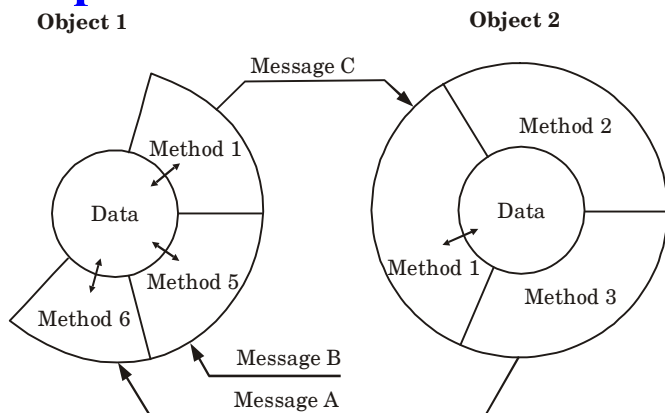 Object 1
Object 2
Message C
Method 1
Method 2
Data
Data
Method 1
Method 5
Method 6
Method 3
Message B
Message A